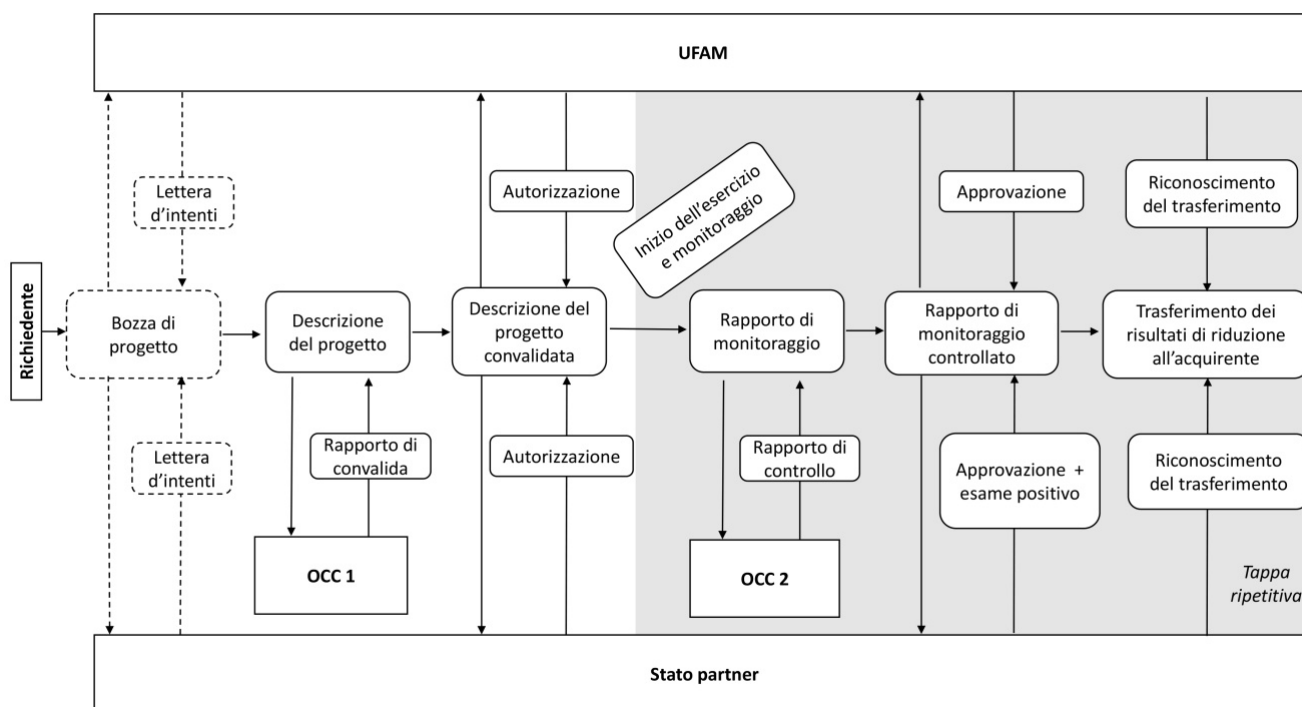 UFAM
Lettera
d’intenti
Autorizzazione
Inizio dell’esercizio
e monitoraggio
Approvazione
Riconoscimento
del trasferimento
Richiedente
Bozza di
progetto
Descrizione
del progetto
Descrizione del
progetto
convalidata
Rapporto di
monitoraggio
Rapporto di
monitoraggio
controllato
Trasferimento dei
risultati di riduzione
all’acquirente
Lettera
d’intenti
Rapporto di
convalida
Autorizzazione
Rapporto di
controllo
Approvazione +
esame positivo
Riconoscimento
del trasferimento
OCC 1
OCC 2
Tappa
ripetitiva
Stato partner